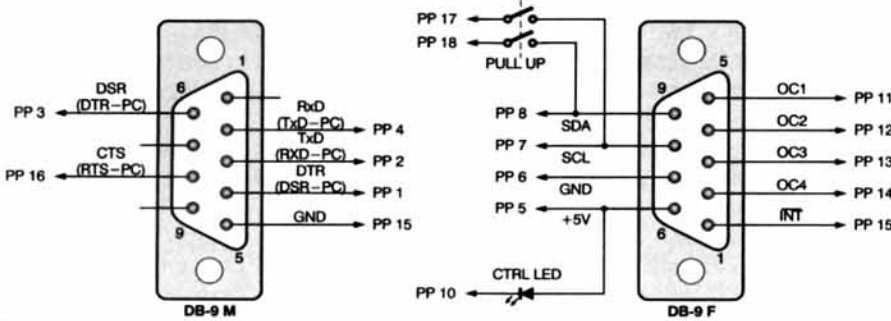 6
1
DSR
(DTR–PC)
PP 3
RxD
(TxD–PC)
PP 4
TxD
(RXD–PC)
PP 2
CTS
(RTS–PC)
PP 16
DTR
(DSR–PC)
PP 1
GND
PP 15
9
5
DB-9 M
PP 17
PP 18
PULL UP
9
5
PP 8
SDA
PP 7
SCL
PP 6
GND
PP 5
+5V
OC1
PP 11
OC2
PP 12
OC3
PP 13
OC4
PP 14
INT
PP 15
6
1
CTRL LED
PP 10
DB-9 F